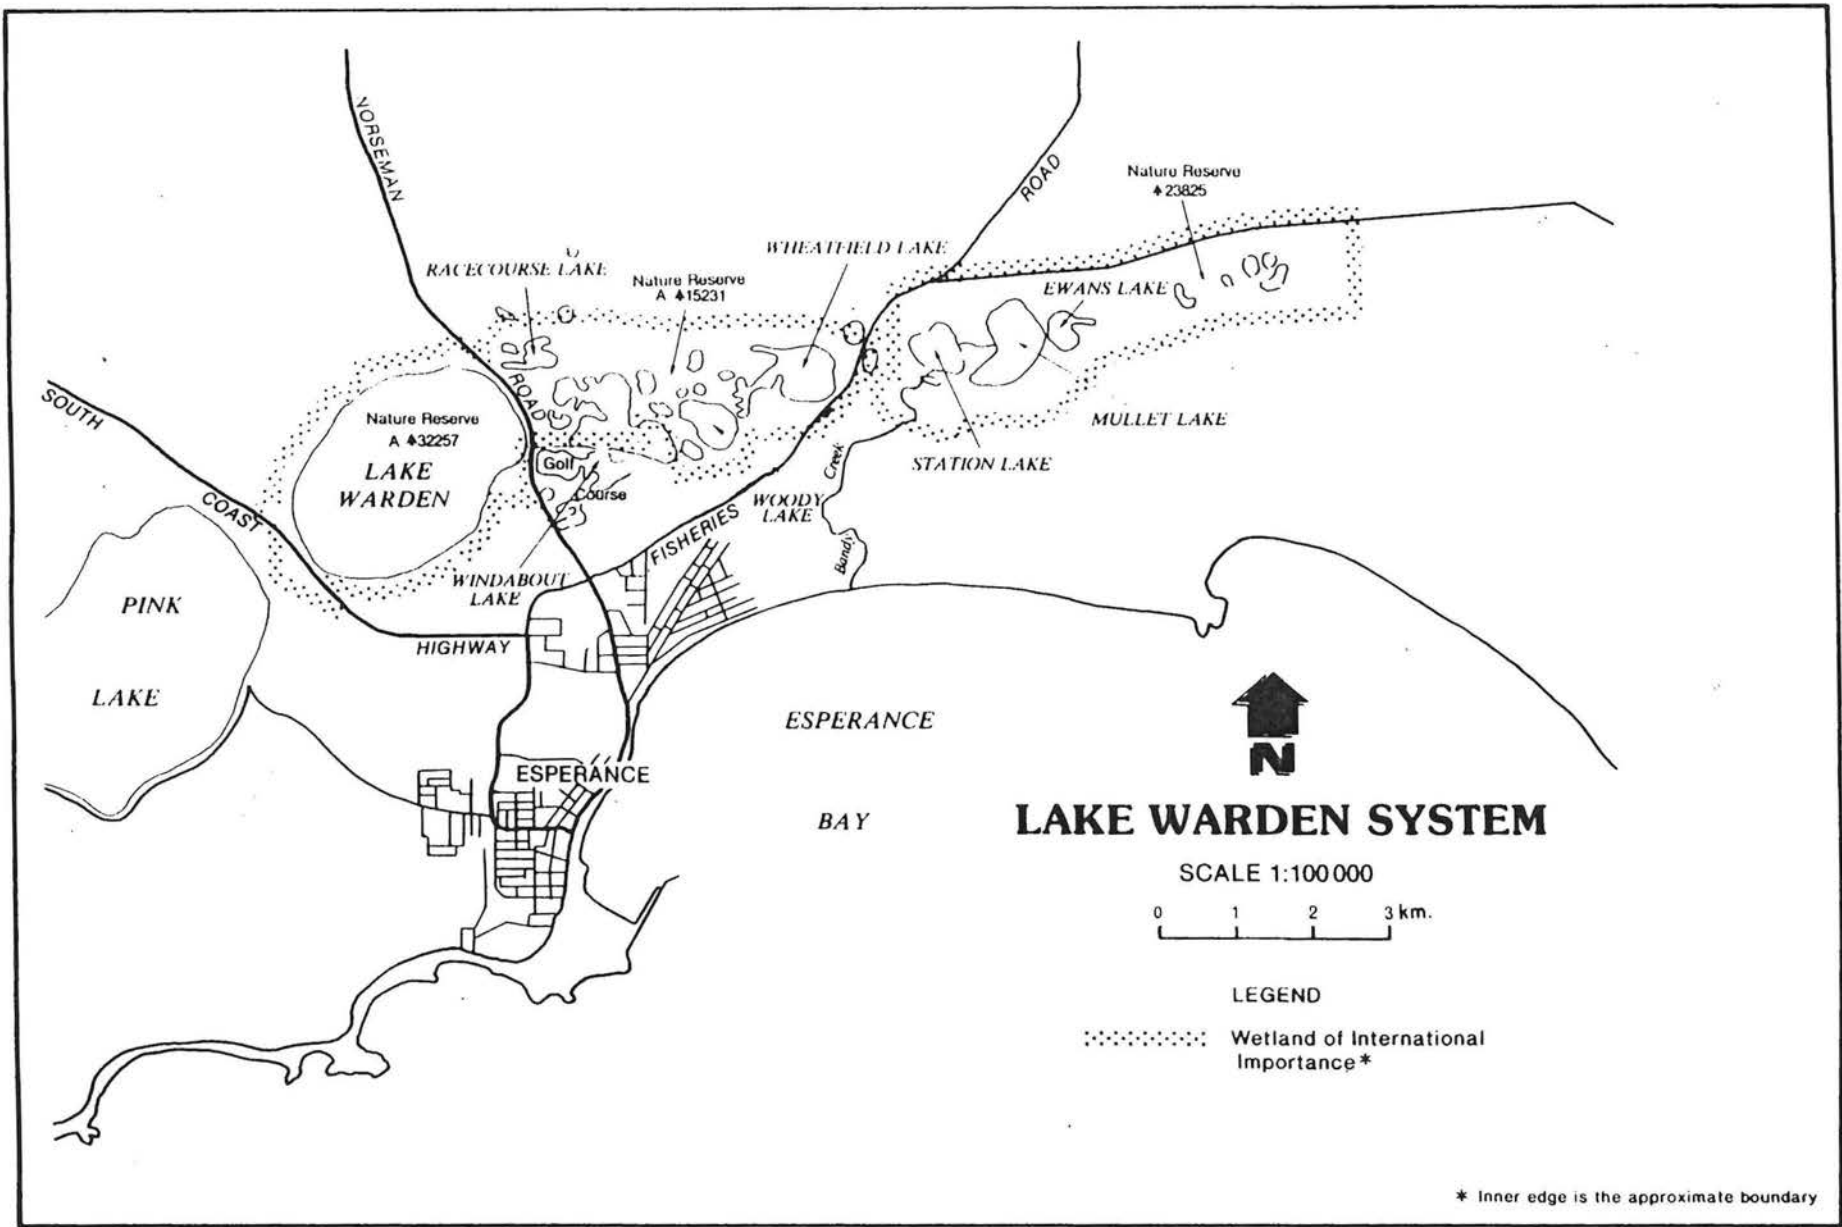 NORSEMAN
ROAD
ROAD
Nature Reserve
23825
WHEATFIELD LAKE
RACECOURSE LAKE
Nature Reserve
A 15231
EWANS LAKE
SOUTH
COAST
HIGHWAY
Nature Reserve
A 32257
LAKE
WARDEN
Golf
Course
MULLET LAKE
STATION LAKE
Creek
Bandy
WOODY
LAKE
FISHERIES
WINDABOUT
LAKE
PINK
LAKE
ESPERANCE
ESPERANCE
BAY
N
LAKE WARDEN SYSTEM
SCALE 1:100 000
0 1 2 3 km.
LEGEND
Wetland of International
Importance*
* Inner edge is the approximate boundary